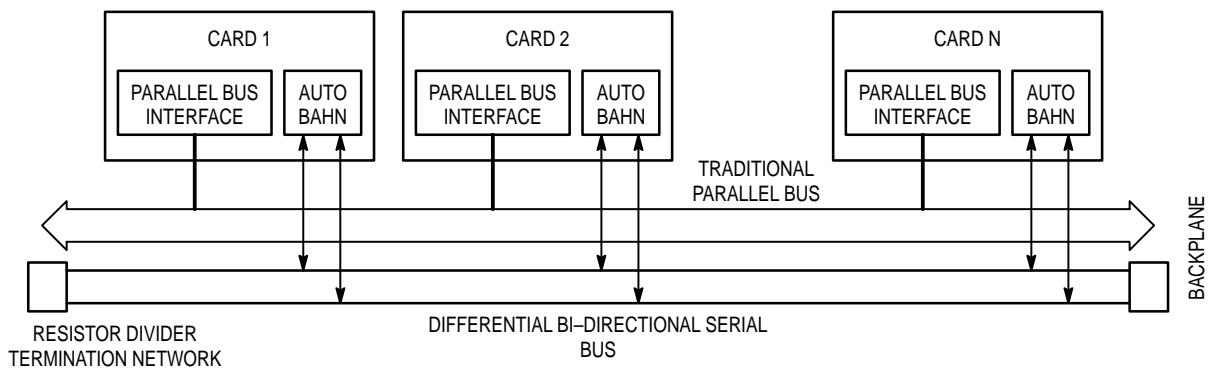 CARD 1
CARD 2
CARD N
PARALLEL BUS
INTERFACE
AUTO
BAHN
PARALLEL BUS
INTERFACE
AUTO
BAHN
PARALLEL BUS
INTERFACE
AUTO
BAHN
TRADITIONAL
PARALLEL BUS
BACKPLANE
RESISTOR DIVIDER
TERMINATION NETWORK
DIFFERENTIAL BI–DIRECTIONAL SERIAL
BUS